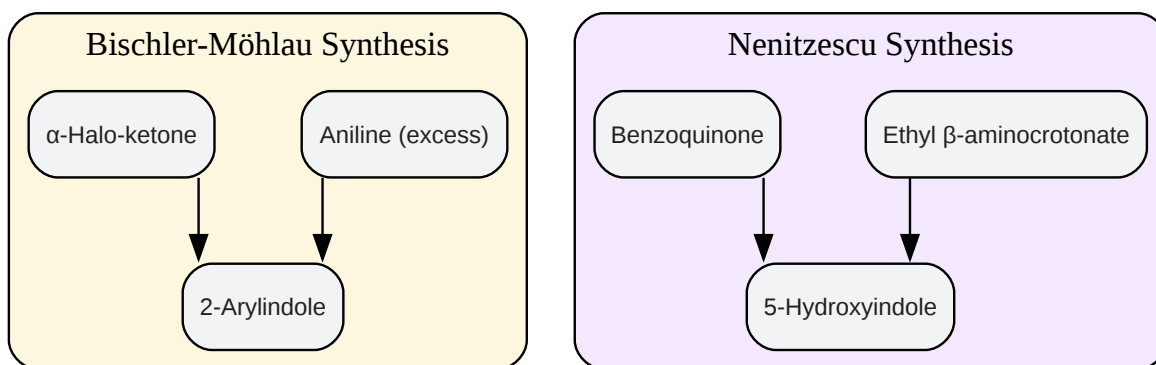 Bischler-Möhlau Synthesis
α-Halo-ketone
Aniline (excess)
2-Arylindole
Nenitzescu Synthesis
Benzoquinone
Ethyl β-aminocrotonate
5-Hydroxyindole